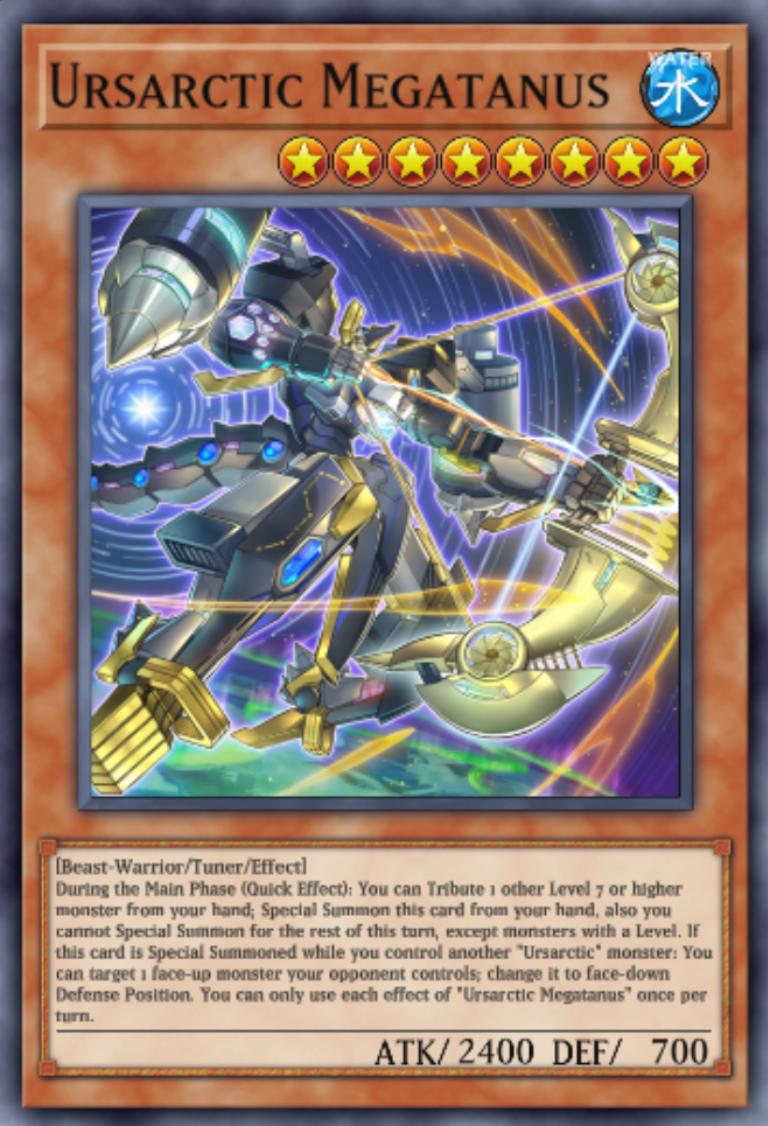 URSARCTIC MEGATANUS
WATER
水
[Beast-Warrior/Tuner/Effect]
During the Main Phase (Quick Effect): You can Tribute 1 other Level 7 or higher
monster from your hand; Special Summon this card from your hand, also you
cannot Special Summon for the rest of this turn, except monsters with a Level. If
this card is Special Summoned while you control another "Ursarctic" monster: You
can target 1 face-up monster your opponent controls; change it to face-down
Defense Position. You can only use each effect of "Ursarctic Megatanus" once per
turn.
ATK/ 2400 DEF/ 700